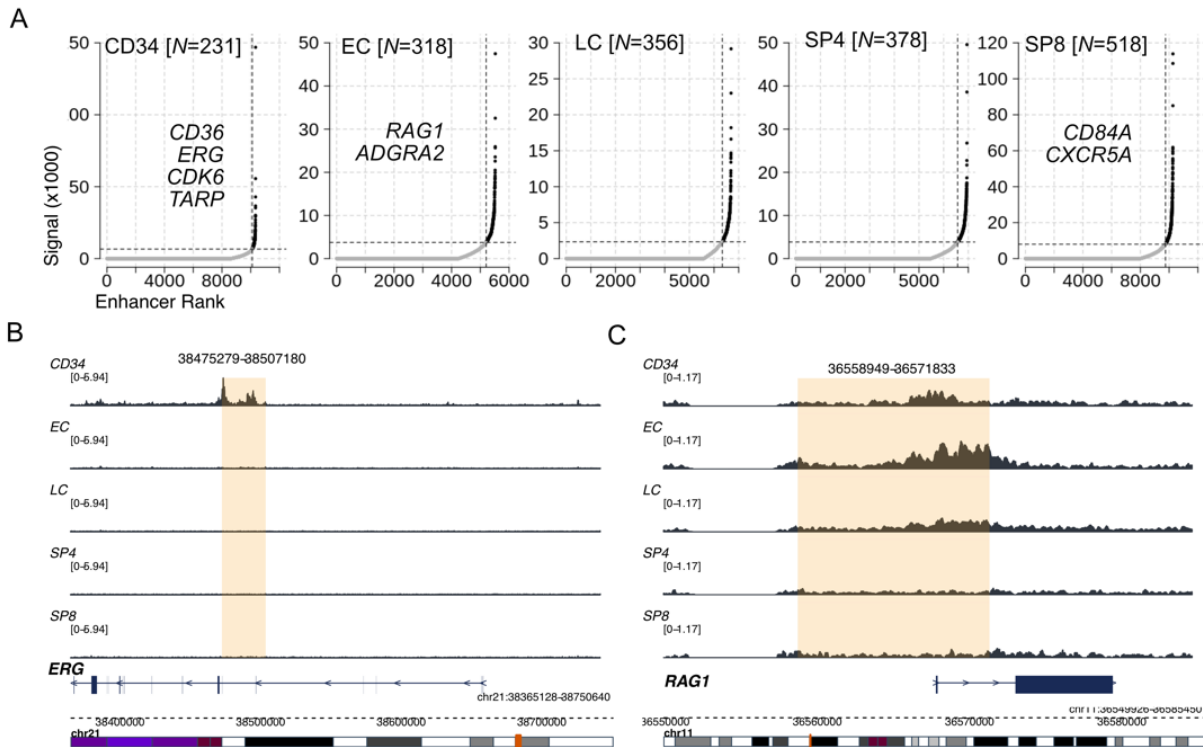 A
CD34 [N=231]
EC [N=318]
LC [N=356]
SP4 [N=378]
SP8 [N=518]
Signal (x1000)
50
00
50
0
50
40
30
20
10
0
30
25
20
15
10
5
0
50
40
30
20
10
0
120
100
80
60
40
20
0
CD36
ERG
CDK6
TARP
RAG1
ADGRA2
CD84A
CXCR5A
0 4000 8000
0 2000 4000 6000
0 5000
0 5000
0 4000 8000
Enhancer Rank
B
38475279-38507180
CD34
[0-6.94]
EC
[0-6.94]
LC
[0-6.94]
SP4
[0-6.94]
SP8
[0-6.94]
ERG
chr21:38365128-38750640
38400000 38500000 38600000 38700000
chr21
C
36558949-36571833
CD34
[0-1.17]
EC
[0-1.17]
LC
[0-1.17]
SP4
[0-1.17]
SP8
[0-1.17]
RAG1
chr11:36549926-36585450
36550000 36560000 36570000 36580000
chr11